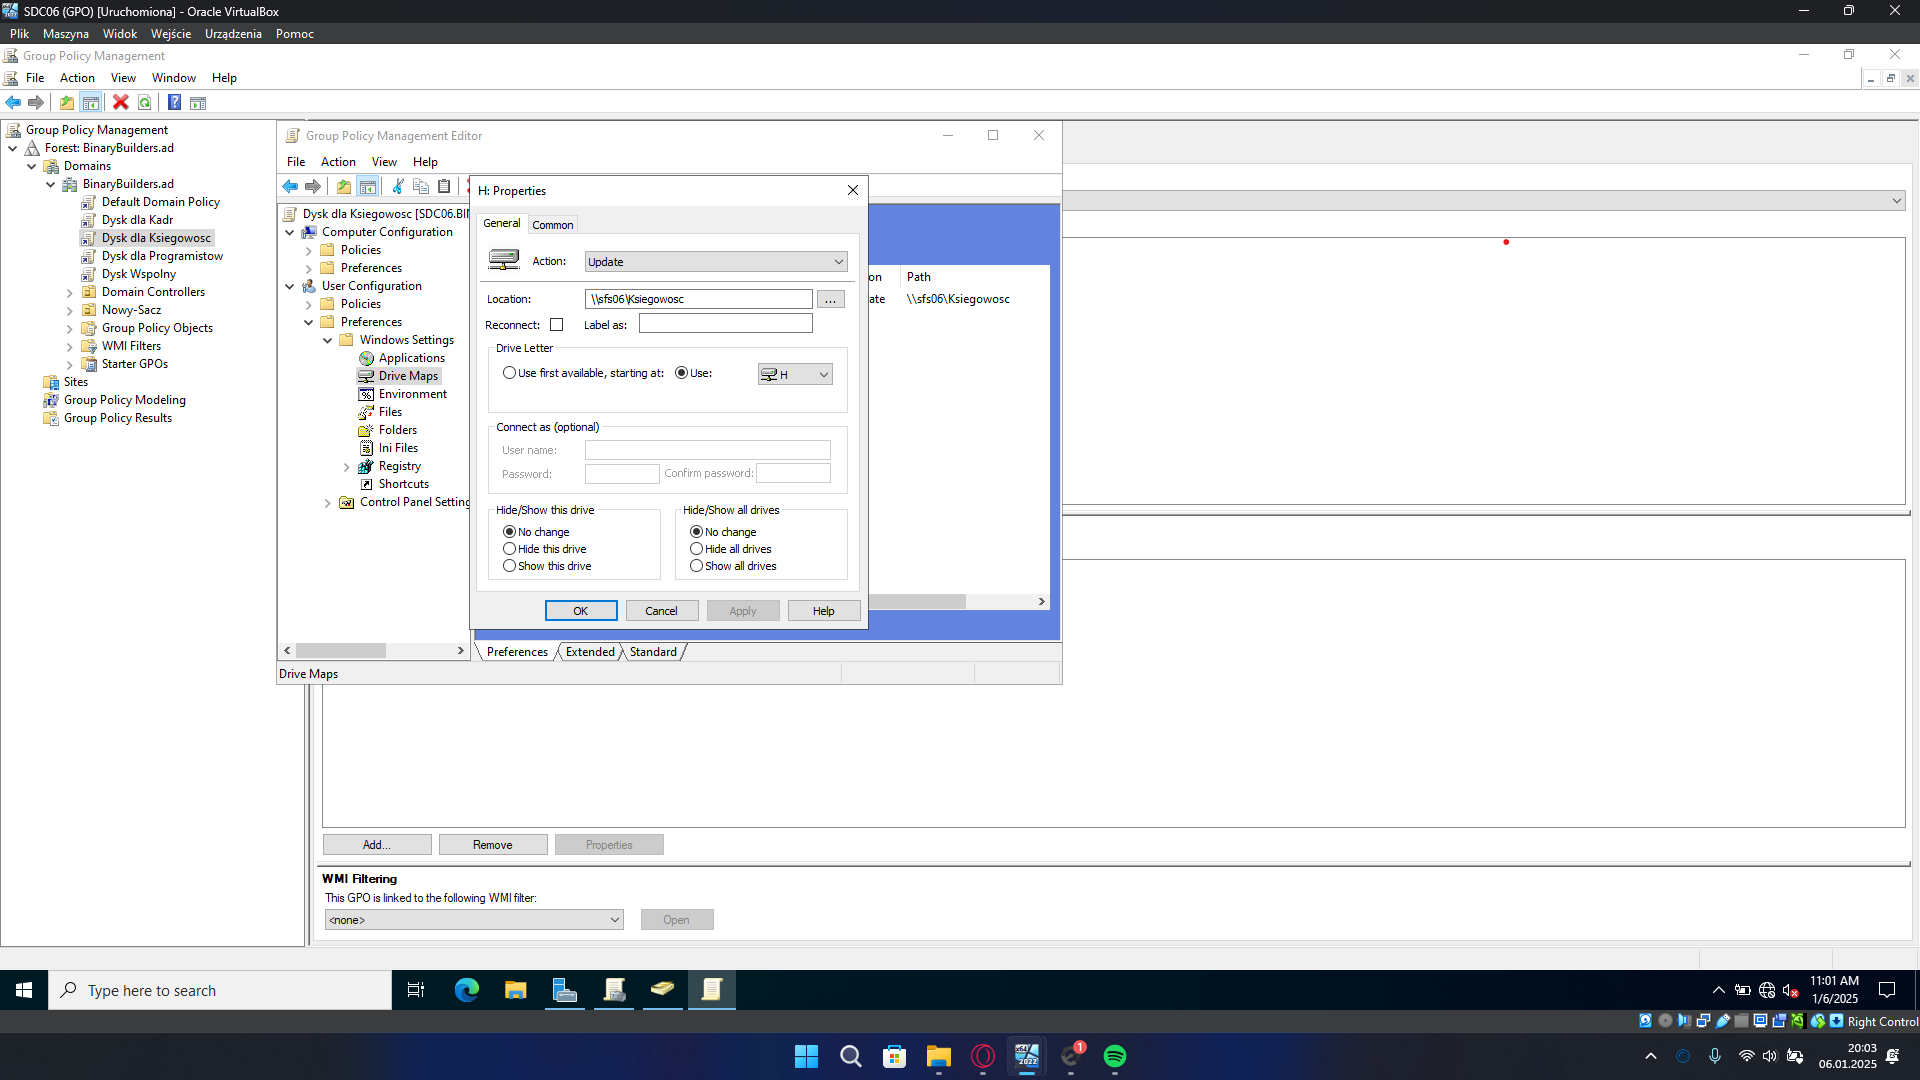 SDC06 (GPO) [Uruchomiona] - Oracle VirtualBox
Plik Maszyna Widok Wejście Urządzenia Pomoc
Group Policy Management
File Action View Window Help
Group Policy Management
Forest: BinaryBuilders.ad
Domains
BinaryBuilders.ad
Default Domain Policy
Dysk dla Kadr
Dysk dla Ksiegowosc
Dysk dla Programistow
Dysk Wspolny
Domain Controllers
Nowy-Sacz
Group Policy Objects
WMI Filters
Starter GPOs
Sites
Group Policy Modeling
Group Policy Results
Group Policy Management Editor
File Action View Help
Dysk dla Ksiegowosc [SDC06.BIN
Computer Configuration
Policies
Preferences
User Configuration
Policies
Preferences
Windows Settings
Applications
Drive Maps
Environment
Files
Folders
Ini Files
Registry
Shortcuts
Control Panel Setting
H: Properties
General Common
Action: Update
Location: \\sfs06\Ksiegowosc ...
Reconnect: Label as:
Drive Letter
Use first available, starting at: Use: H
Connect as (optional)
User name:
Password: Confirm password:
Hide/Show this drive
No change
Hide this drive
Show this drive
Hide/Show all drives
No change
Hide all drives
Show all drives
OK Cancel Apply Help
on Path
ate \\sfs06\Ksiegowosc
Preferences Extended Standard
Drive Maps
Add... Remove Properties
WMI Filtering
This GPO is linked to the following WMI filter:
<none> Open
Type here to search
11:01 AM
1/6/2025
Right Control
2022
1
20:03
06.01.2025